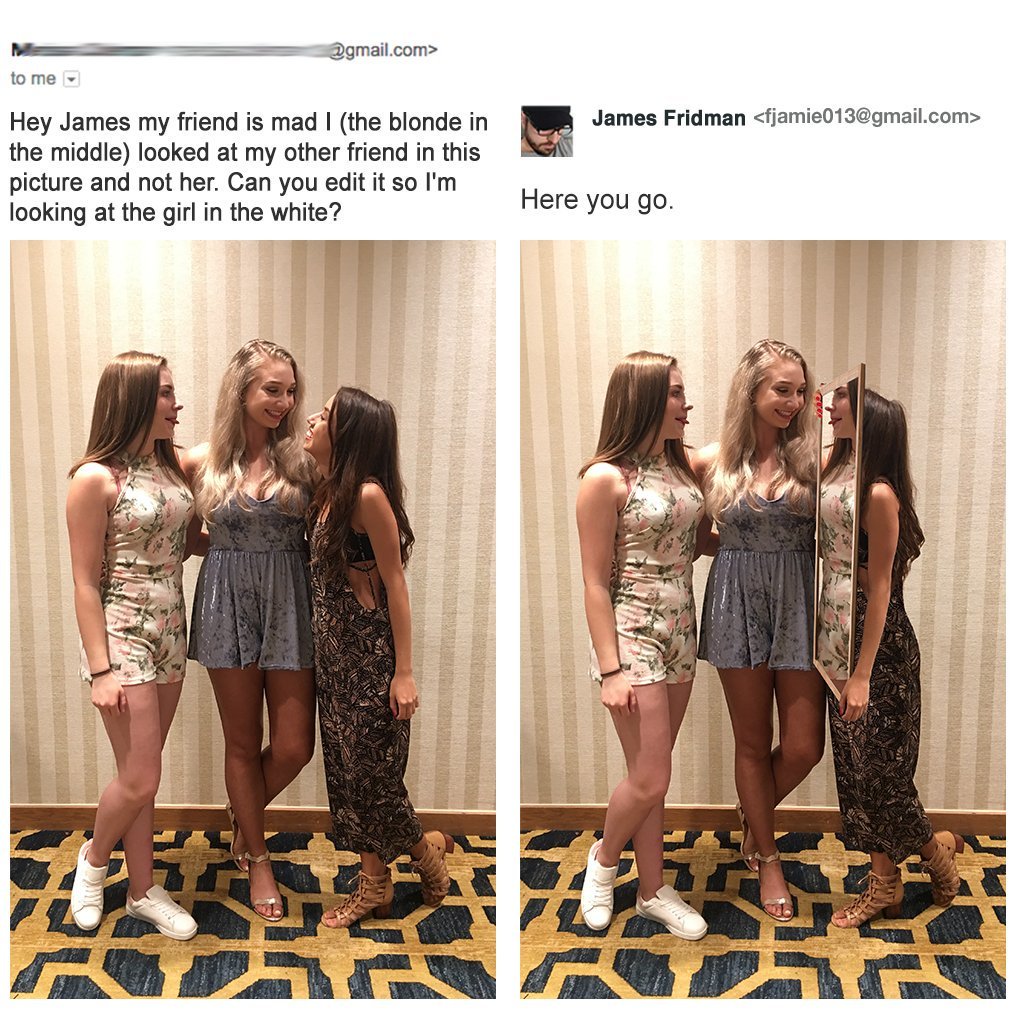 @gmail.com>
to me
Hey James my friend is mad I (the blonde in
the middle) looked at my other friend in this
picture and not her. Can you edit it so I'm
looking at the girl in the white?
James Fridman <fjamie013@gmail.com>
Here you go.